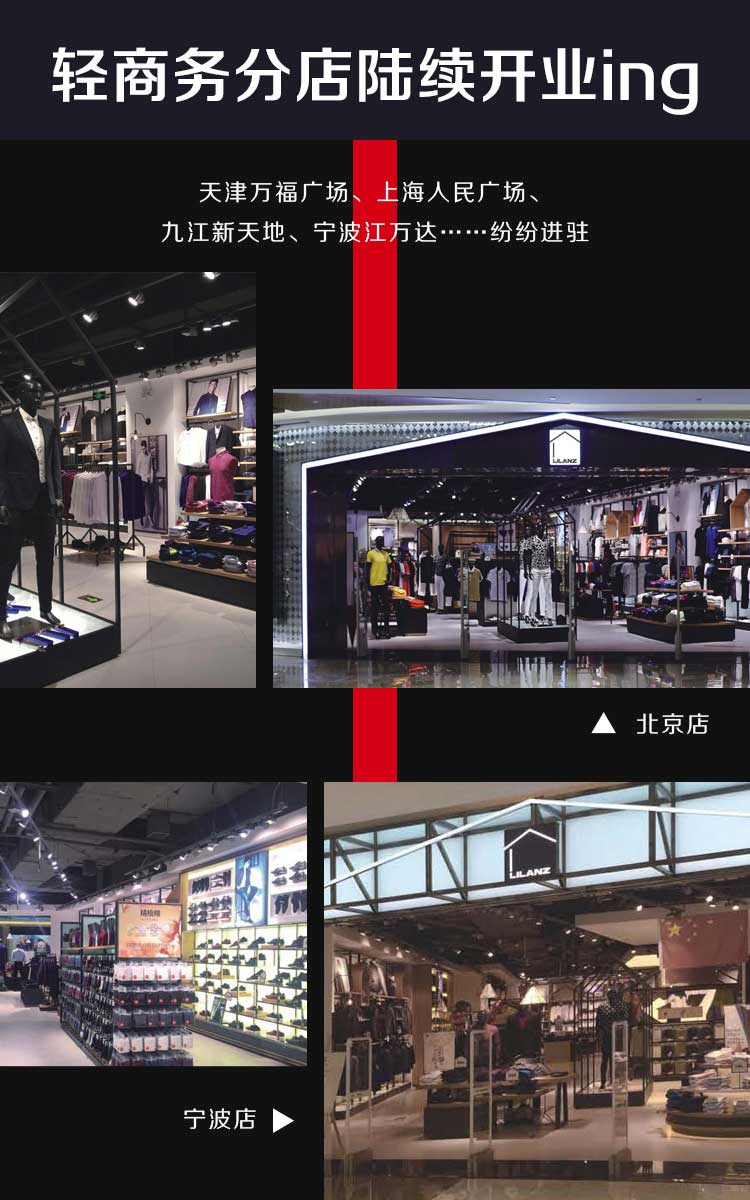 轻商务分店陆续开业ing
天津万福广场、上海人民广场、
九江新天地、宁波江万达……纷纷进驻
LILANZ
北京店
LILANZ
宁波店